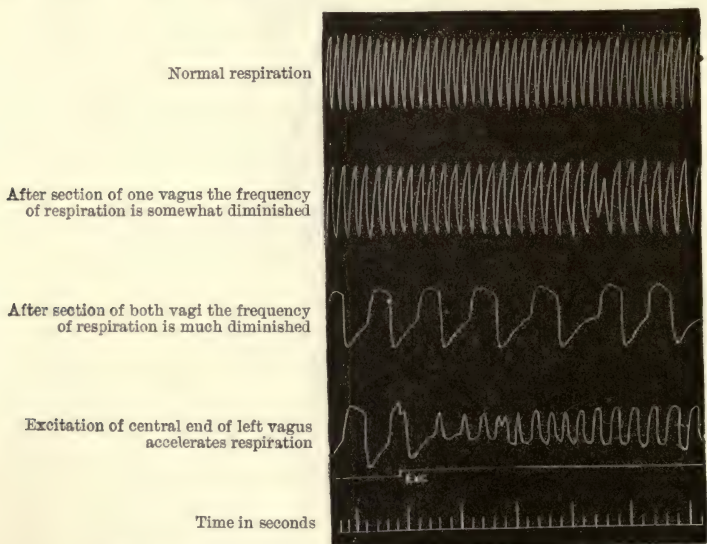 Normal respiration
After section of one vagus the frequency
of respiration is somewhat diminished
After section of both vagi the frequency
of respiration is much diminished
Excitation of central end of left vagus
accelerates respiration
Exc
Time in seconds